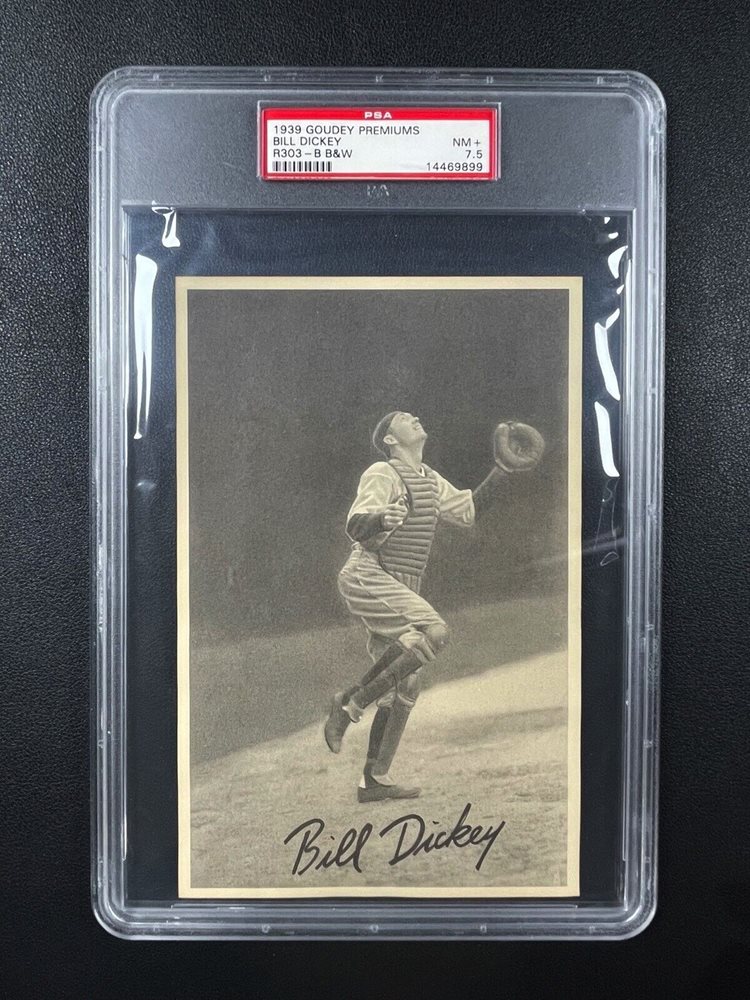 PSA
1939 GOUDEY PREMIUMS
BILL DICKEY NM+
R303-B B&W 7.5
14469899
Bill Dickey